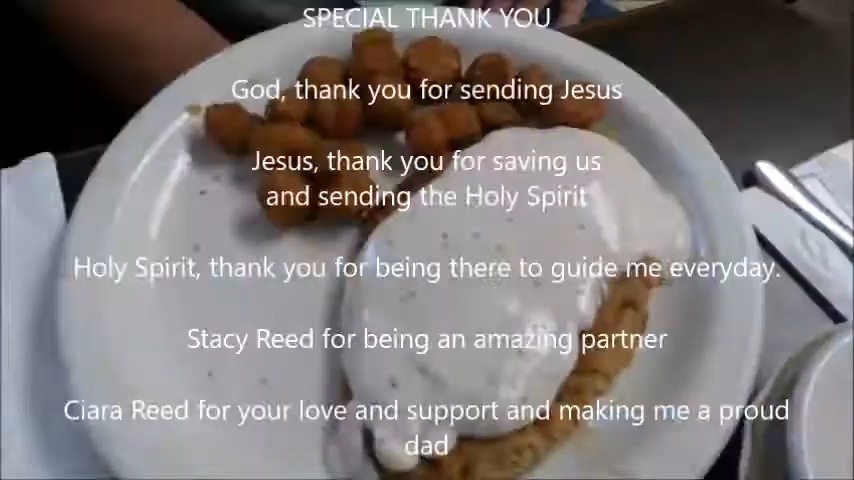 SPECIAL THANK YOU
God, thank you for sending Jesus
Jesus, thank you for saving us
and sending the Holy Spirit
Holy Spirit, thank you for being there to guide me everyday.
Stacy Reed for being an amazing partner
Ciara Reed for your love and support and making me a proud
dad